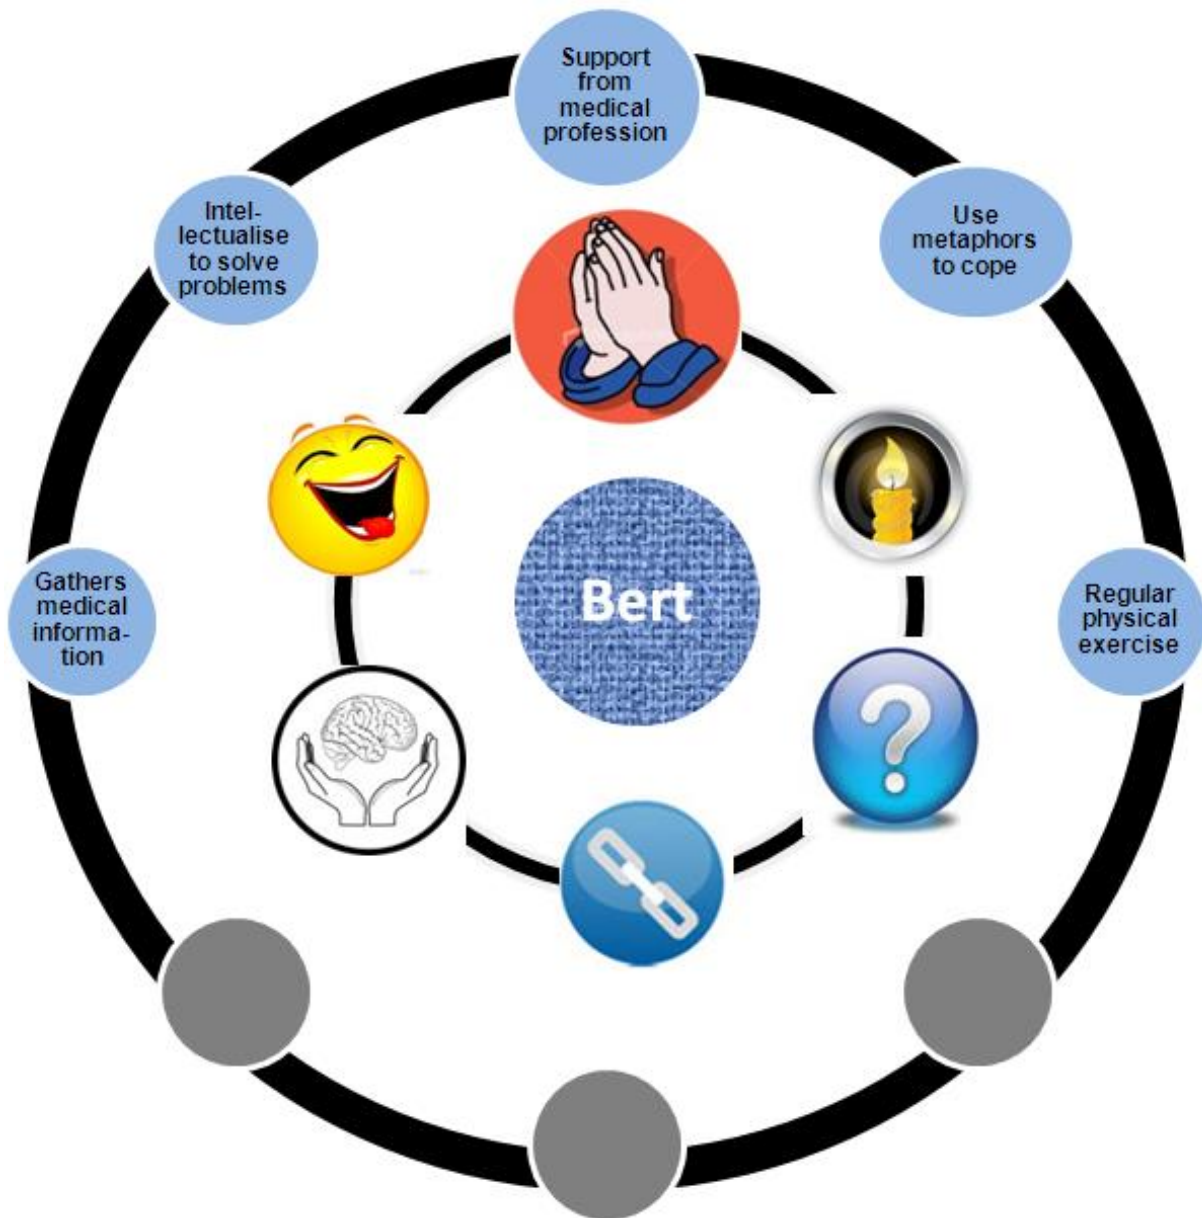 Support
from
medical
profession
Intel-
lectualise
to solve
problems
Use
metaphors
to cope
Bert
Gathers
medical
informa-
tion
Regular
physical
exercise